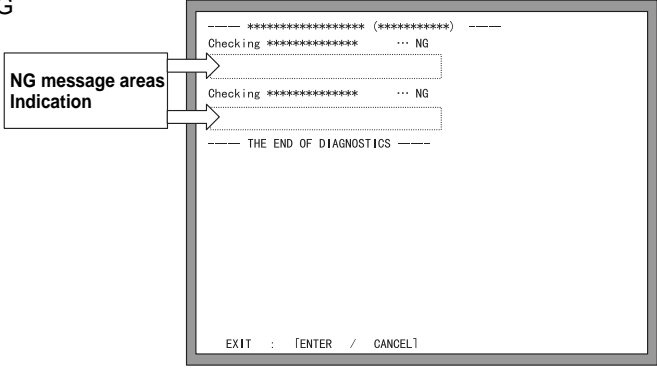 G
---- ****************** (***********) ----
Checking ************** … NG
NG message areas
Indication
Checking ************** … NG
---- THE END OF DIAGNOSTICS ----
EXIT : 「ENTER / CANCEL」